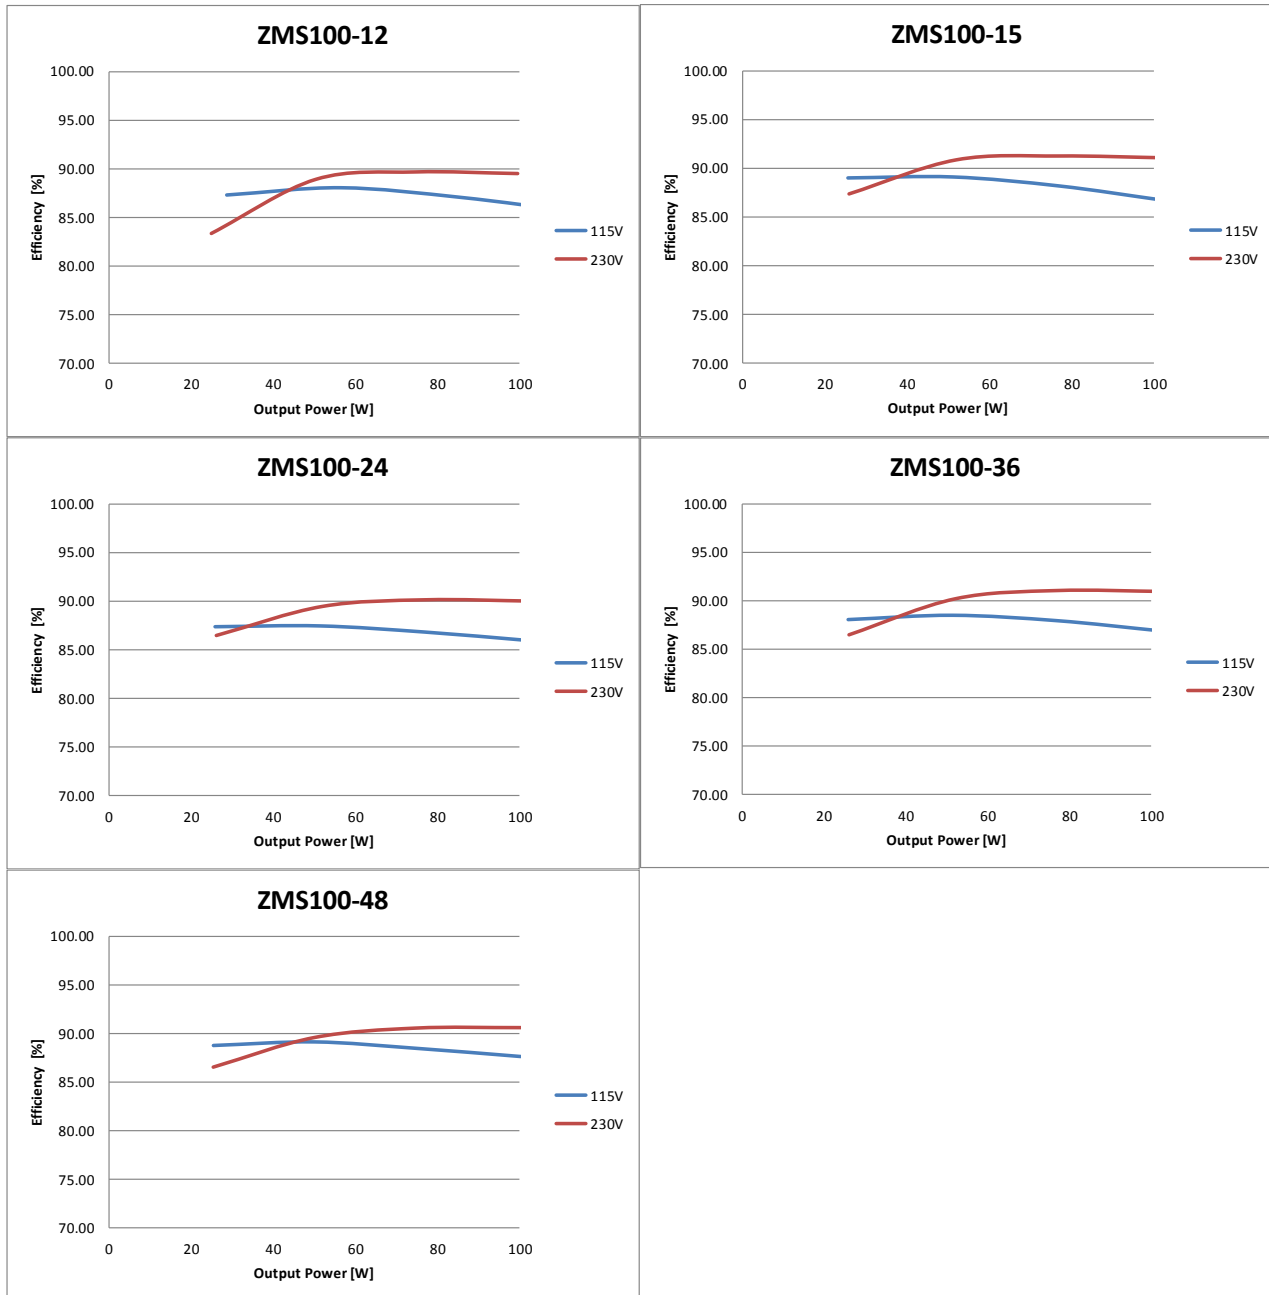 ZMS100-12
100.00
95.00
90.00
85.00
80.00
75.00
70.00
Efficiency [%]
0 20 40 60 80 100
Output Power [W]
115V
230V
ZMS100-15
100.00
95.00
90.00
85.00
80.00
75.00
70.00
Efficiency [%]
0 20 40 60 80 100
Output Power [W]
115V
230V
ZMS100-24
100.00
95.00
90.00
85.00
80.00
75.00
70.00
Efficiency [%]
0 20 40 60 80 100
Output Power [W]
115V
230V
ZMS100-36
100.00
95.00
90.00
85.00
80.00
75.00
70.00
Efficiency [%]
0 20 40 60 80 100
Output Power [W]
115V
230V
ZMS100-48
100.00
95.00
90.00
85.00
80.00
75.00
70.00
Efficiency [%]
0 20 40 60 80 100
Output Power [W]
115V
230V